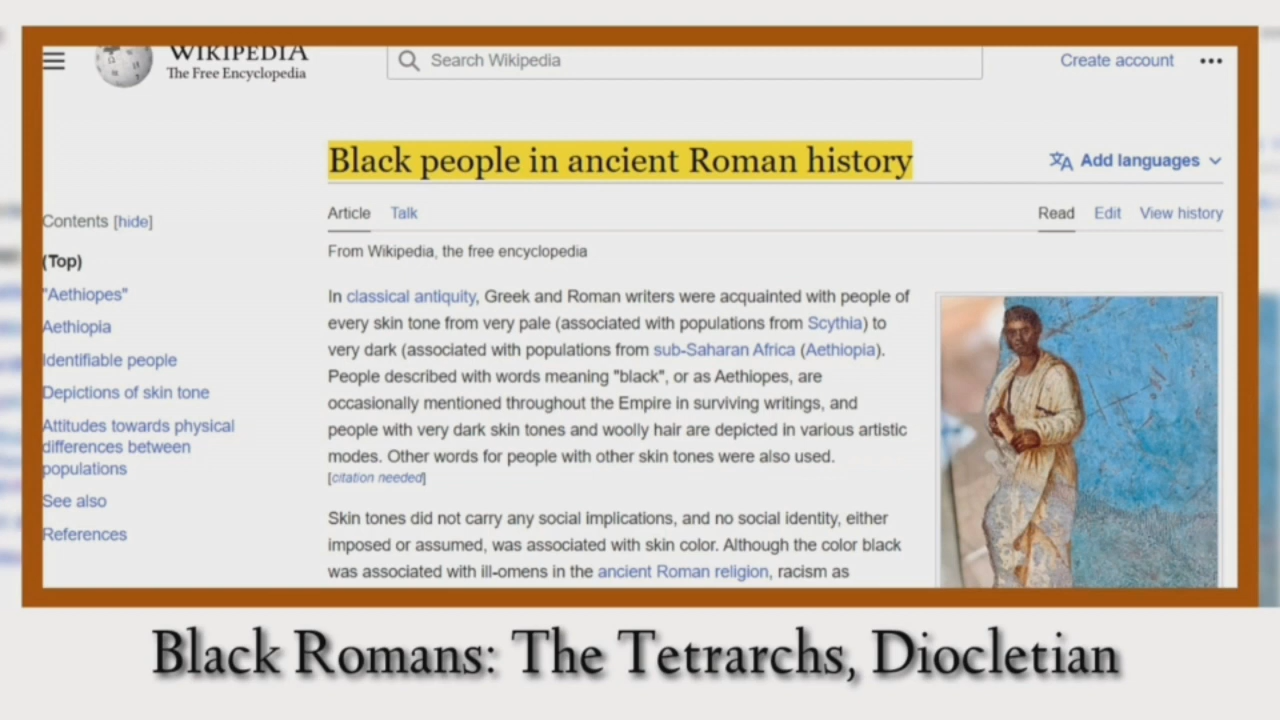 WIKIPEDIA
The Free Encyclopedia
Search Wikipedia
Create account
Black people in ancient Roman history
Add languages
Contents [hide]
Article Talk
Read Edit View history
From Wikipedia, the free encyclopedia
(Top)
"Aethiopes"
Aethiopia
Identifiable people
Depictions of skin tone
Attitudes towards physical
differences between
populations
See also
References
In classical antiquity, Greek and Roman writers were acquainted with people of
every skin tone from very pale (associated with populations from Scythia) to
very dark (associated with populations from sub-Saharan Africa (Aethiopia).
People described with words meaning "black", or as Aethiopes, are
occasionally mentioned throughout the Empire in surviving writings, and
people with very dark skin tones and woolly hair are depicted in various artistic
modes. Other words for people with other skin tones were also used.
[citation needed]
Skin tones did not carry any social implications, and no social identity, either
imposed or assumed, was associated with skin color. Although the color black
was associated with ill-omens in the ancient Roman religion, racism as
Black Romans: The Tetrarchs, Diocletian